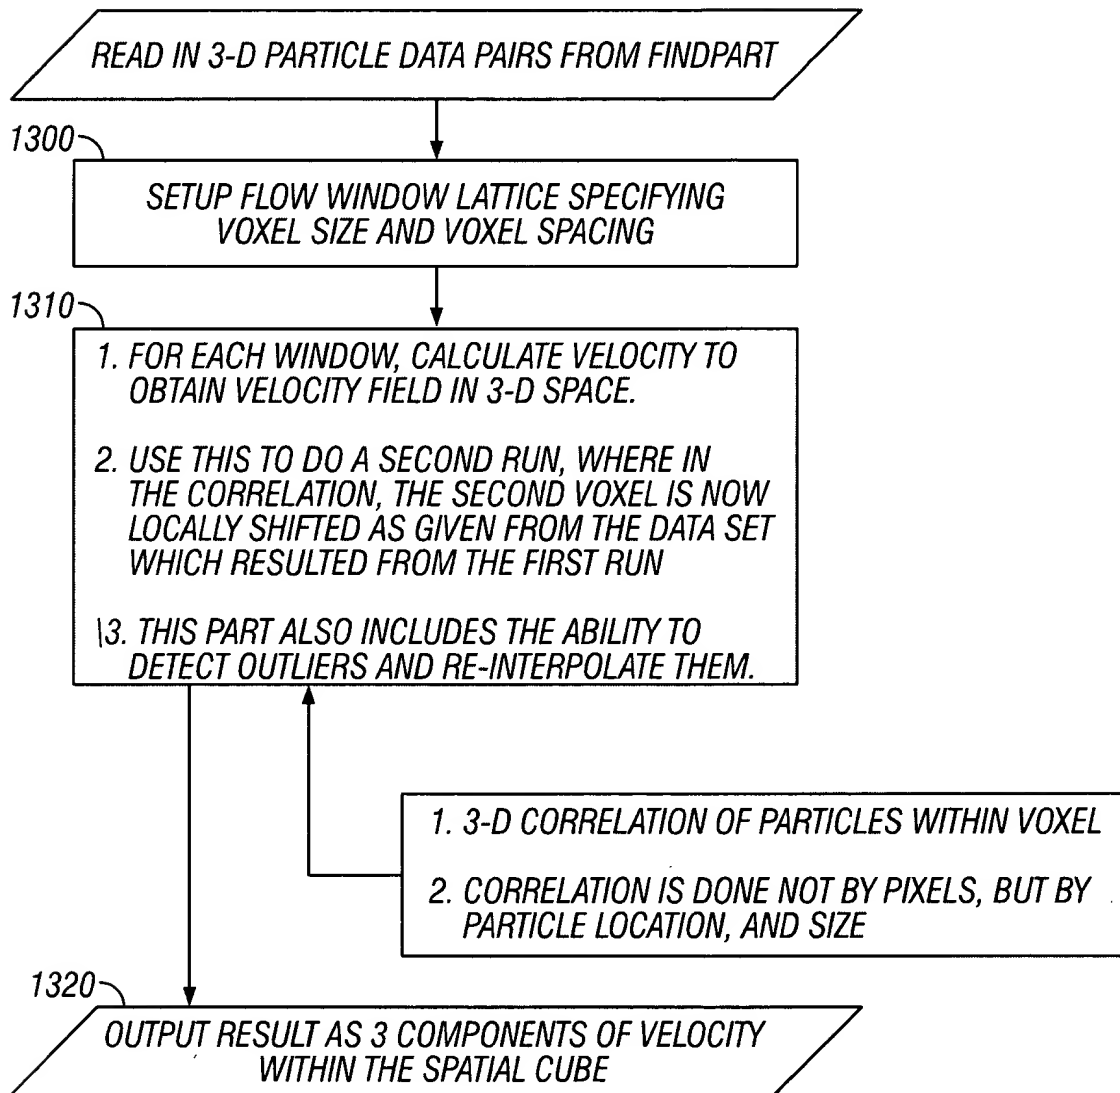 READ IN 3-D PARTICLE DATA PAIRS FROM FINDPART
1300
SETUP FLOW WINDOW LATTICE SPECIFYING
VOXEL SIZE AND VOXEL SPACING
1310
1. FOR EACH WINDOW, CALCULATE VELOCITY TO
OBTAIN VELOCITY FIELD IN 3-D SPACE.
2. USE THIS TO DO A SECOND RUN, WHERE IN
THE CORRELATION, THE SECOND VOXEL IS NOW
LOCALLY SHIFTED AS GIVEN FROM THE DATA SET
WHICH RESULTED FROM THE FIRST RUN
\3. THIS PART ALSO INCLUDES THE ABILITY TO
DETECT OUTLIERS AND RE-INTERPOLATE THEM.
1. 3-D CORRELATION OF PARTICLES WITHIN VOXEL
2. CORRELATION IS DONE NOT BY PIXELS, BUT BY
PARTICLE LOCATION, AND SIZE
1320
OUTPUT RESULT AS 3 COMPONENTS OF VELOCITY
WITHIN THE SPATIAL CUBE